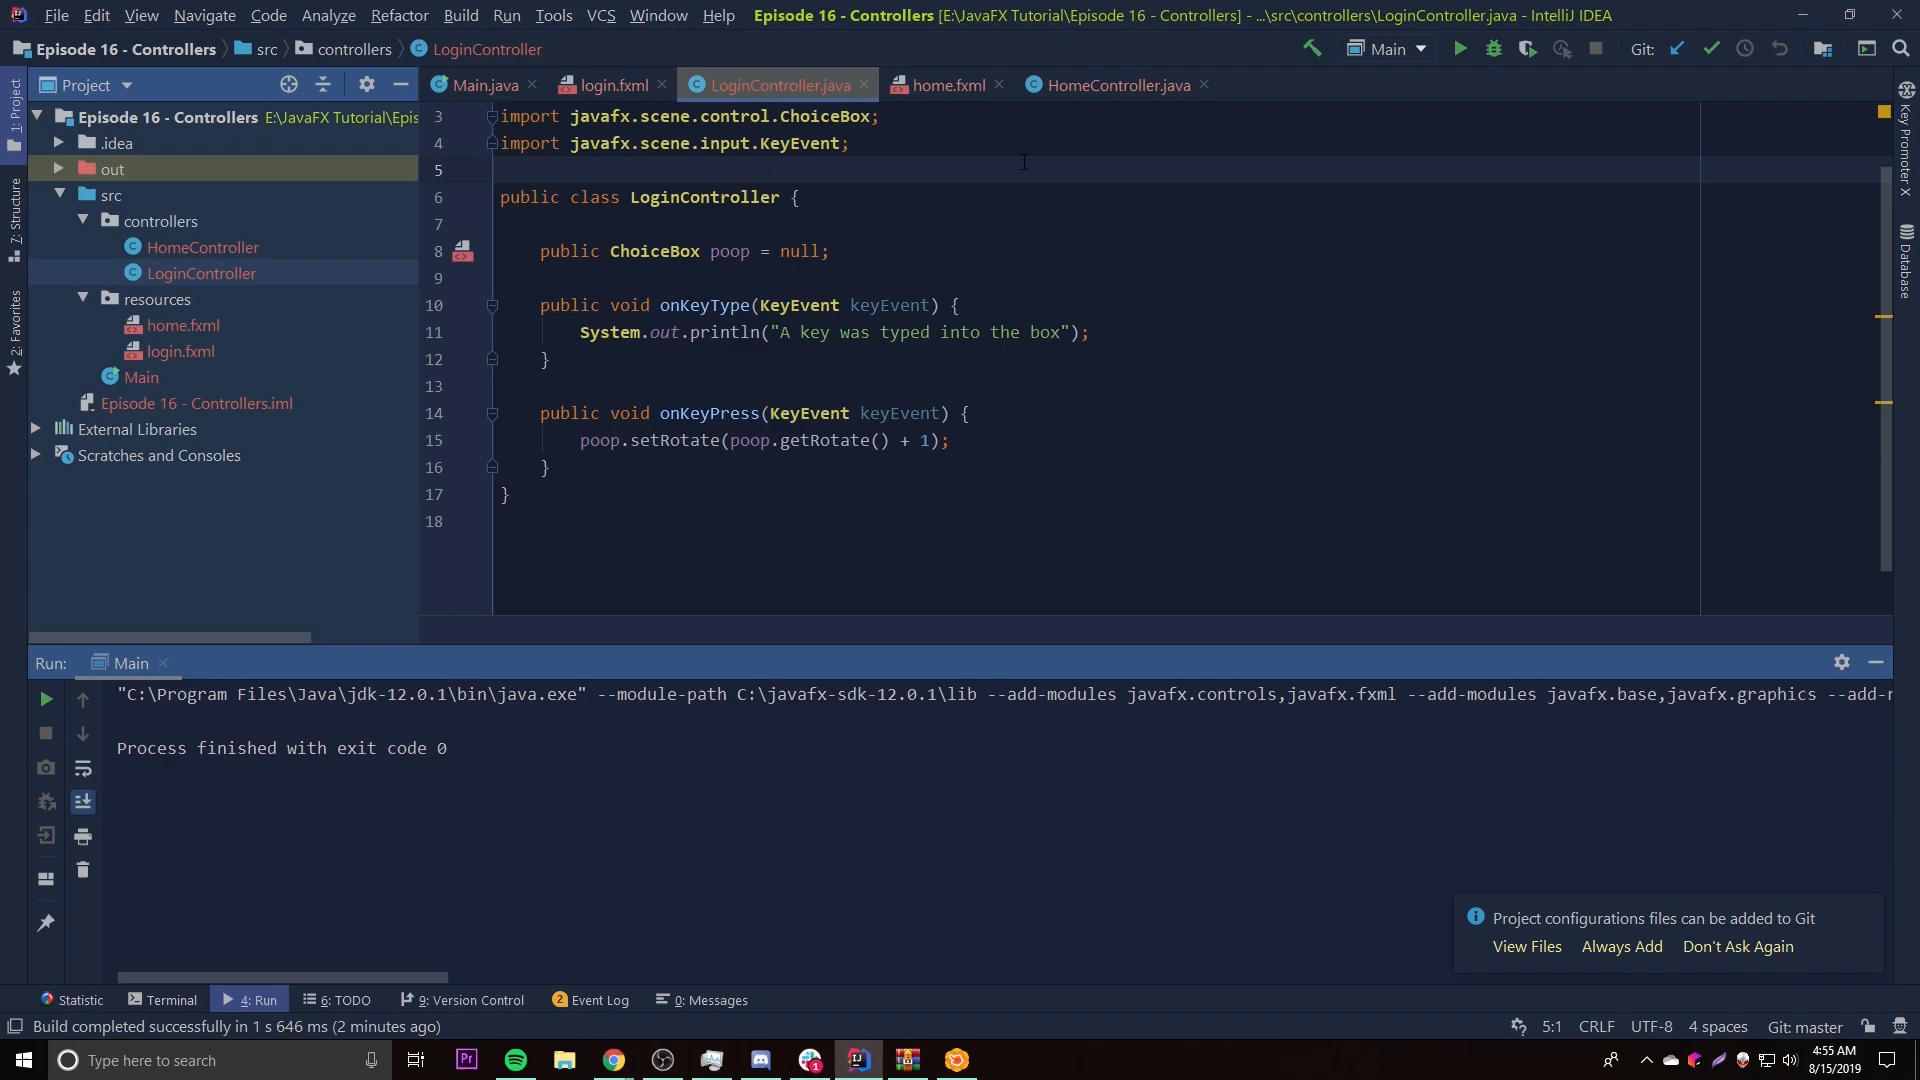 File Edit View Navigate Code Analyze Refactor Build Run Tools VCS Window Help Episode 16 - Controllers [E:\JavaFX Tutorial\Episode 16 - Controllers] - ...\src\controllers\LoginController.java - IntelliJ IDEA
Episode 16 - Controllers src controllers LoginController Main Git:
Project Main.java login.fxml LoginController.java home.fxml HomeController.java
1: Project
7: Structure
2: Favorites
Episode 16 - Controllers E:\JavaFX Tutorial\Epis
.idea
out
src
controllers
HomeController
LoginController
resources
home.fxml
login.fxml
Main
Episode 16 - Controllers.iml
External Libraries
Scratches and Consoles
3 import javafx.scene.control.ChoiceBox;
4 import javafx.scene.input.KeyEvent;
5
6 public class LoginController {
7
8 public ChoiceBox poop = null;
9
10 public void onKeyType(KeyEvent keyEvent) {
11 System.out.println("A key was typed into the box");
12 }
13
14 public void onKeyPress(KeyEvent keyEvent) {
15 poop.setRotate(poop.getRotate() + 1);
16 }
17 }
18
Key Promoter X
Database
Run: Main
"C:\Program Files\Java\jdk-12.0.1\bin\java.exe" --module-path C:\javafx-sdk-12.0.1\lib --add-modules javafx.controls,javafx.fxml --add-modules javafx.base,javafx.graphics --add-r
Process finished with exit code 0
Project configurations files can be added to Git
View Files Always Add Don't Ask Again
Statistic Terminal 4: Run 6: TODO 9: Version Control 2 Event Log 0: Messages
Build completed successfully in 1 s 646 ms (2 minutes ago) 5:1 CRLF UTF-8 4 spaces Git: master
Type here to search Pr 1 IJ 4:55 AM
8/15/2019